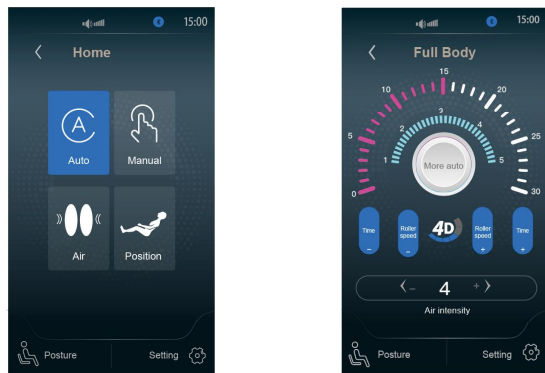 15:00
Home
Auto
Manual
Air
Position
Posture
Setting
15:00
Full Body
0
5
10
15
20
25
30
1
2
3
4
5
More auto
Time
−
Roller
speed
−
4D
Roller
speed
+
Time
+
− 4 +
Air intensity
Posture
Setting